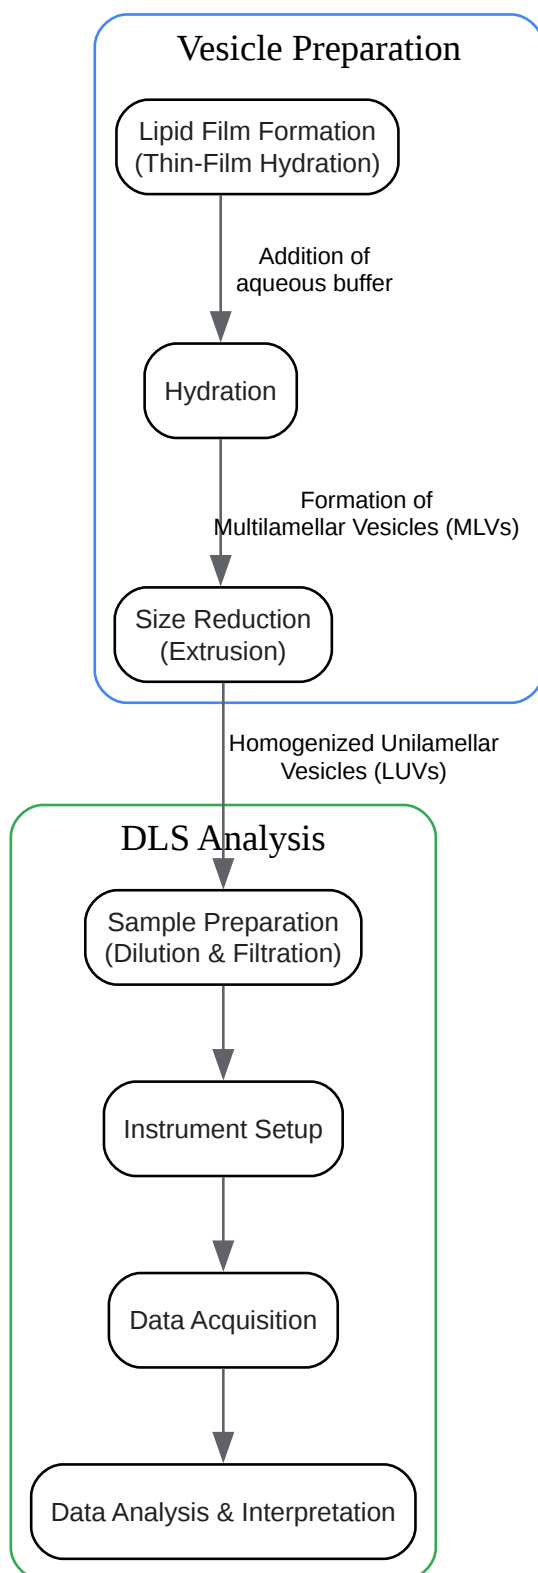 Vesicle Preparation
Lipid Film Formation
(Thin-Film Hydration)
Addition of
aqueous buffer
Hydration
Formation of
Multilamellar Vesicles (MLVs)
Size Reduction
(Extrusion)
Homogenized Unilamellar
Vesicles (LUVs)
DLS Analysis
Sample Preparation
(Dilution & Filtration)
Instrument Setup
Data Acquisition
Data Analysis & Interpretation